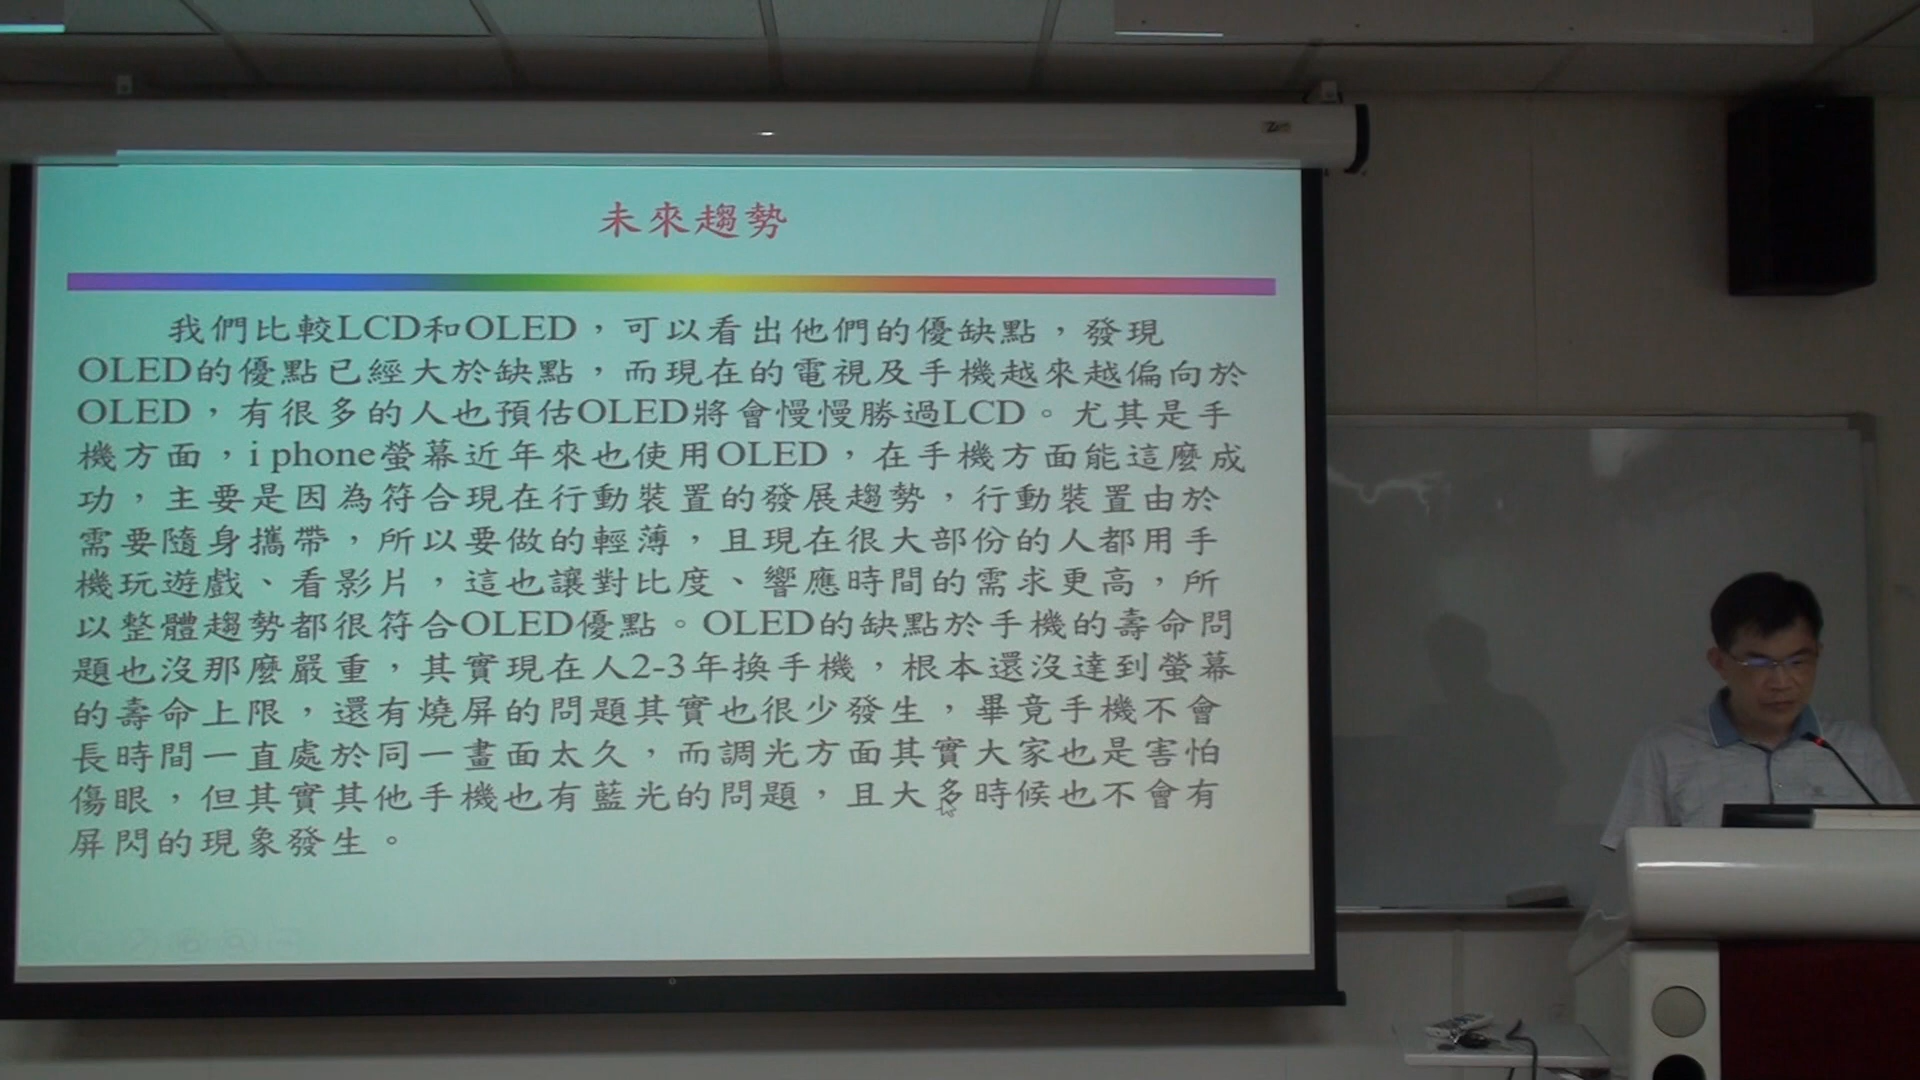 未來趨勢
我們比較LCD和OLED，可以看出他們的優缺點，發現
OLED的優點已經大於缺點，而現在的電視及手機越來越偏向於
OLED，有很多的人也預估OLED將會慢慢勝過LCD。尤其是手
機方面，i phone螢幕近年來也使用OLED，在手機方面能這麼成
功，主要是因為符合現在行動裝置的發展趨勢，行動裝置由於
需要隨身攜帶，所以要做的輕薄，且現在很大部份的人都用手
機玩遊戲、看影片，這也讓對比度、響應時間的需求更高，所
以整體趨勢都很符合OLED優點。OLED的缺點於手機的壽命問
題也沒那麼嚴重，其實現在人2-3年換手機，根本還沒達到螢幕
的壽命上限，還有燒屏的問題其實也很少發生，畢竟手機不會
長時間一直處於同一畫面太久，而調光方面其實大家也是害怕
傷眼，但其實其他手機也有藍光的問題，且大多時候也不會有
屏閃的現象發生。